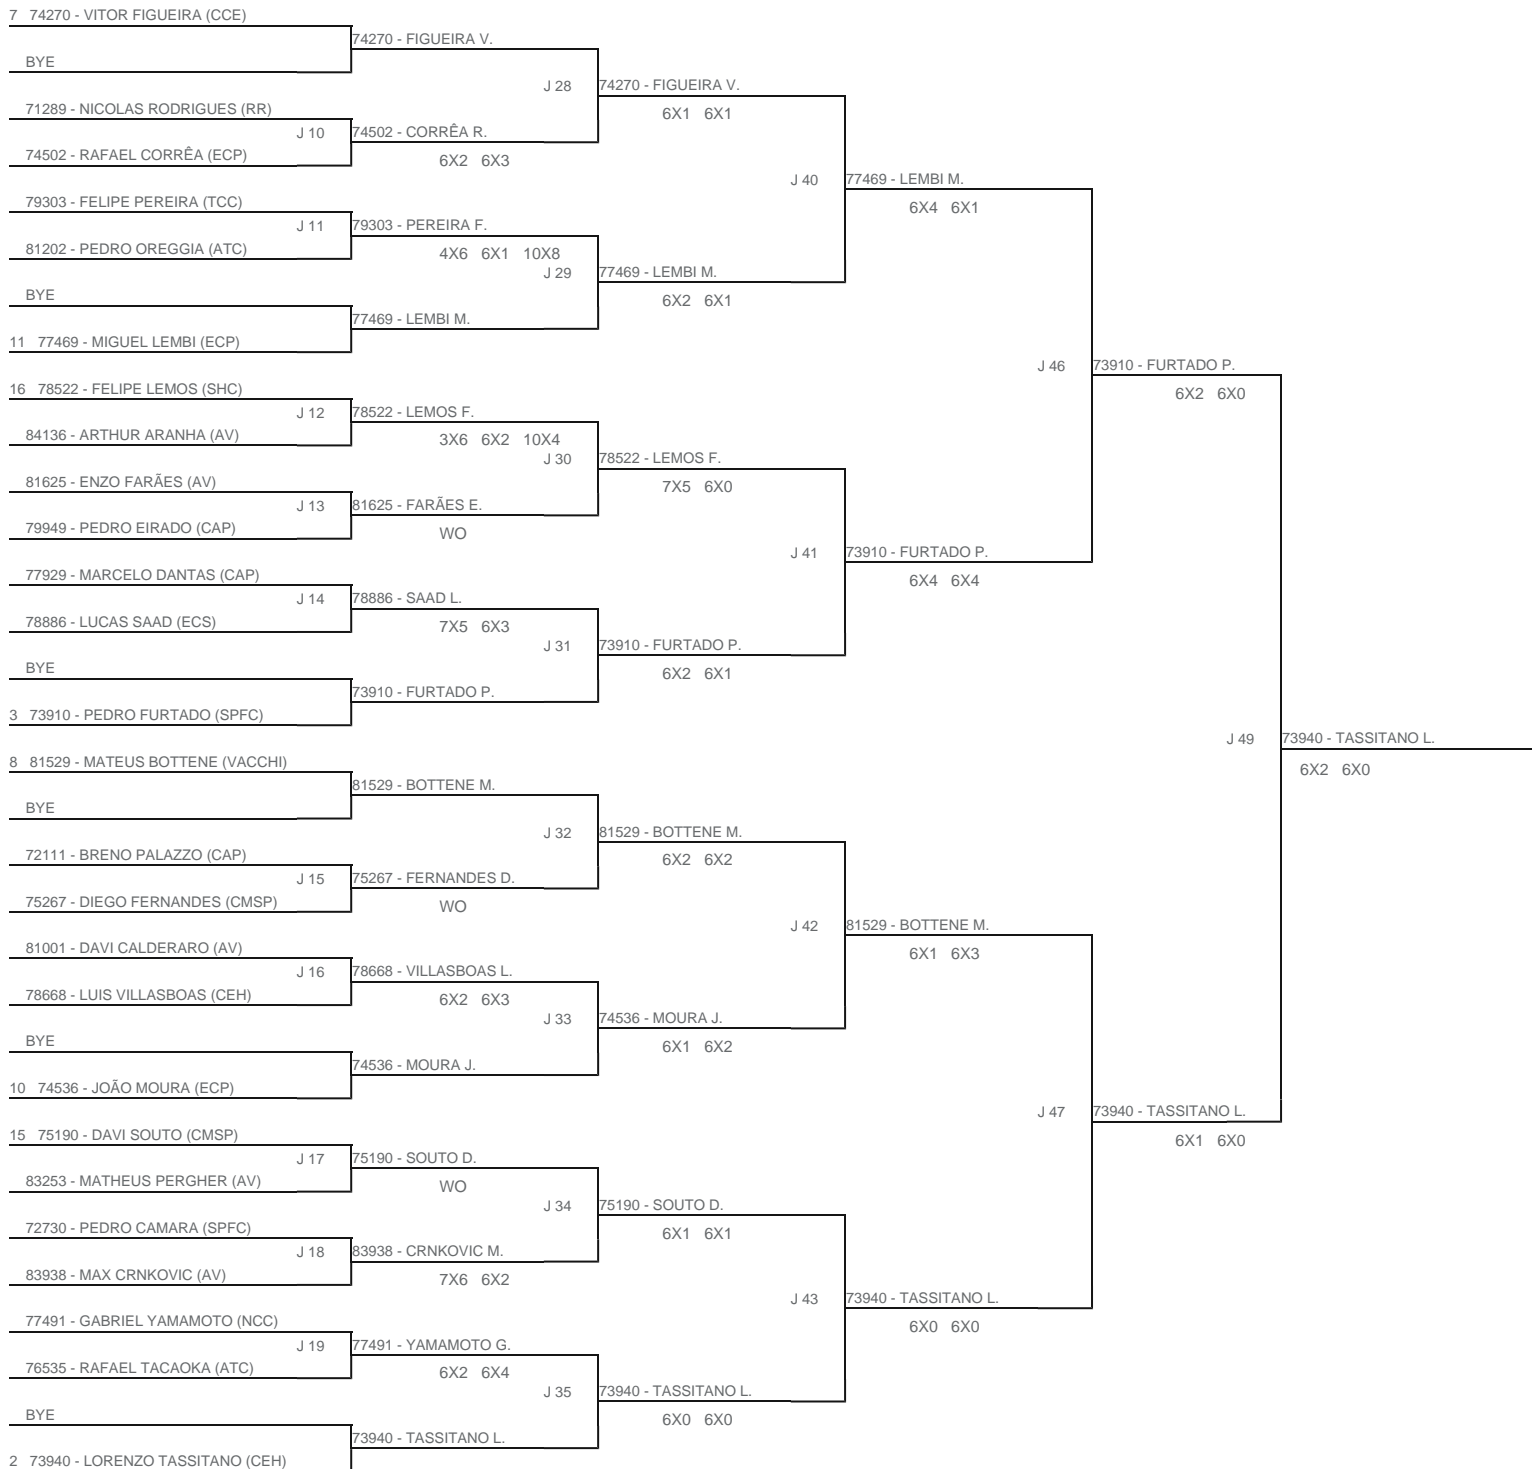 7 74270 - VITOR FIGUEIRA (CCE)
74270 - FIGUEIRA V.
BYE
J 28
74270 - FIGUEIRA V.
6X1 6X1
71289 - NICOLAS RODRIGUES (RR)
J 10
74502 - CORRÊA R.
74502 - RAFAEL CORRÊA (ECP)
6X2 6X3
J 40
77469 - LEMBI M.
6X4 6X1
79303 - FELIPE PEREIRA (TCC)
J 11
79303 - PEREIRA F.
81202 - PEDRO OREGGIA (ATC)
4X6 6X1 10X8
J 29
77469 - LEMBI M.
6X2 6X1
BYE
77469 - LEMBI M.
11 77469 - MIGUEL LEMBI (ECP)
J 46
73910 - FURTADO P.
6X2 6X0
16 78522 - FELIPE LEMOS (SHC)
J 12
78522 - LEMOS F.
84136 - ARTHUR ARANHA (AV)
3X6 6X2 10X4
J 30
78522 - LEMOS F.
7X5 6X0
81625 - ENZO FARÃES (AV)
J 13
81625 - FARÃES E.
79949 - PEDRO EIRADO (CAP)
WO
J 41
73910 - FURTADO P.
6X4 6X4
77929 - MARCELO DANTAS (CAP)
J 14
78886 - SAAD L.
78886 - LUCAS SAAD (ECS)
7X5 6X3
J 31
73910 - FURTADO P.
6X2 6X1
BYE
73910 - FURTADO P.
3 73910 - PEDRO FURTADO (SPFC)
J 49
73940 - TASSITANO L.
6X2 6X0
8 81529 - MATEUS BOTTENE (VACCHI)
81529 - BOTTENE M.
BYE
J 32
81529 - BOTTENE M.
6X2 6X2
72111 - BRENO PALAZZO (CAP)
J 15
75267 - FERNANDES D.
75267 - DIEGO FERNANDES (CMSP)
WO
J 42
81529 - BOTTENE M.
6X1 6X3
81001 - DAVI CALDERARO (AV)
J 16
78668 - VILLASBOAS L.
78668 - LUIS VILLASBOAS (CEH)
6X2 6X3
J 33
74536 - MOURA J.
6X1 6X2
BYE
74536 - MOURA J.
10 74536 - JOÃO MOURA (ECP)
J 47
73940 - TASSITANO L.
6X1 6X0
15 75190 - DAVI SOUTO (CMSP)
J 17
75190 - SOUTO D.
83253 - MATHEUS PERGHER (AV)
WO
J 34
75190 - SOUTO D.
6X1 6X1
72730 - PEDRO CAMARA (SPFC)
J 18
83938 - CRNKOVIC M.
83938 - MAX CRNKOVIC (AV)
7X6 6X2
J 43
73940 - TASSITANO L.
6X0 6X0
77491 - GABRIEL YAMAMOTO (NCC)
J 19
77491 - YAMAMOTO G.
76535 - RAFAEL TACAOKA (ATC)
6X2 6X4
J 35
73940 - TASSITANO L.
6X0 6X0
BYE
73940 - TASSITANO L.
2 73940 - LORENZO TASSITANO (CEH)